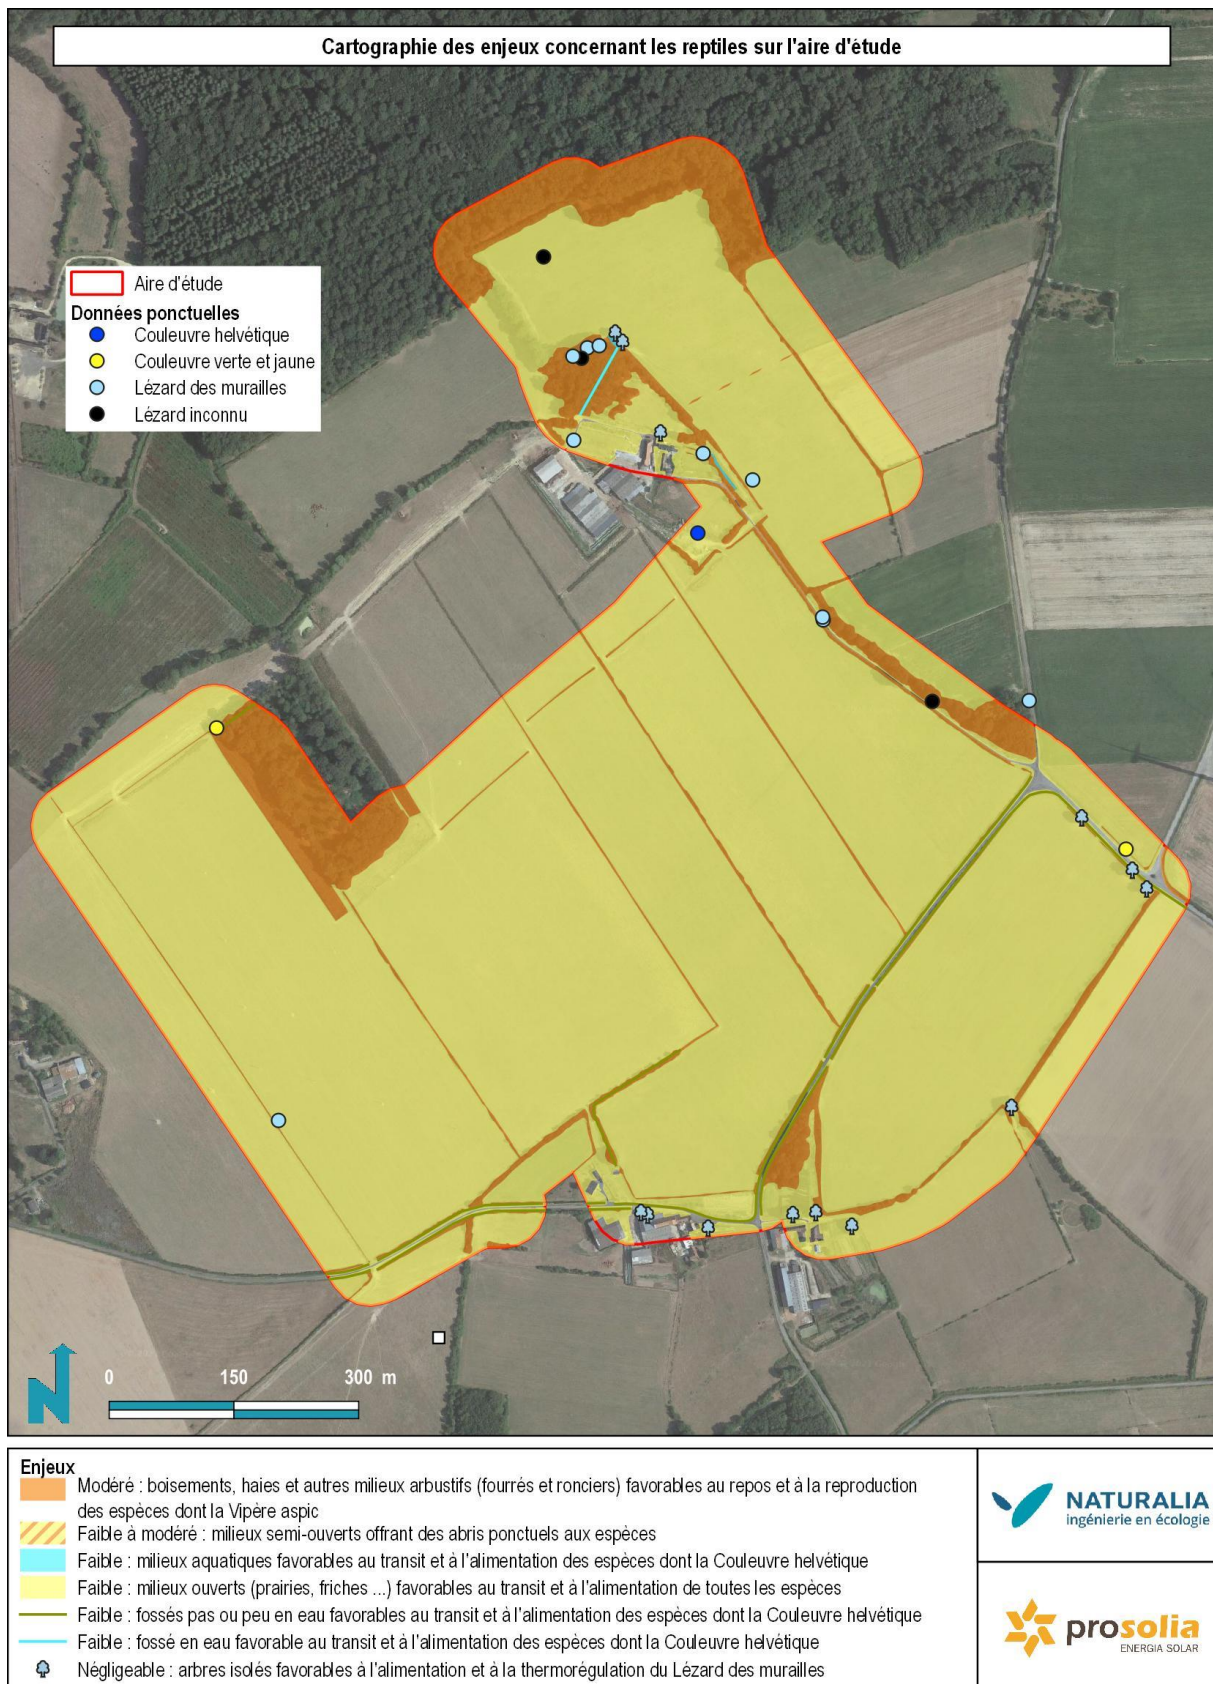 Cartographie des enjeux concernant les reptiles sur l'aire d'étude
Aire d'étude
Données ponctuelles
Couleuvre helvétique
Couleuvre verte et jaune
Lézard des murailles
Lézard inconnu
N
0 150 300 m
Enjeux
Modéré : boisements, haies et autres milieux arbustifs (fourrés et ronciers) favorables au repos et à la reproduction
des espèces dont la Vipère aspic
Faible à modéré : milieux semi-ouverts offrant des abris ponctuels aux espèces
Faible : milieux aquatiques favorables au transit et à l'alimentation des espèces dont la Couleuvre helvétique
Faible : milieux ouverts (prairies, friches ...) favorables au transit et à l'alimentation de toutes les espèces
Faible : fossés pas ou peu en eau favorables au transit et à l'alimentation des espèces dont la Couleuvre helvétique
Faible : fossé en eau favorable au transit et à l'alimentation des espèces dont la Couleuvre helvétique
Négligeable : arbres isolés favorables à l'alimentation et à la thermorégulation du Lézard des murailles
NATURALIA
ingénierie en écologie
prosolia
ENERGIA SOLAR